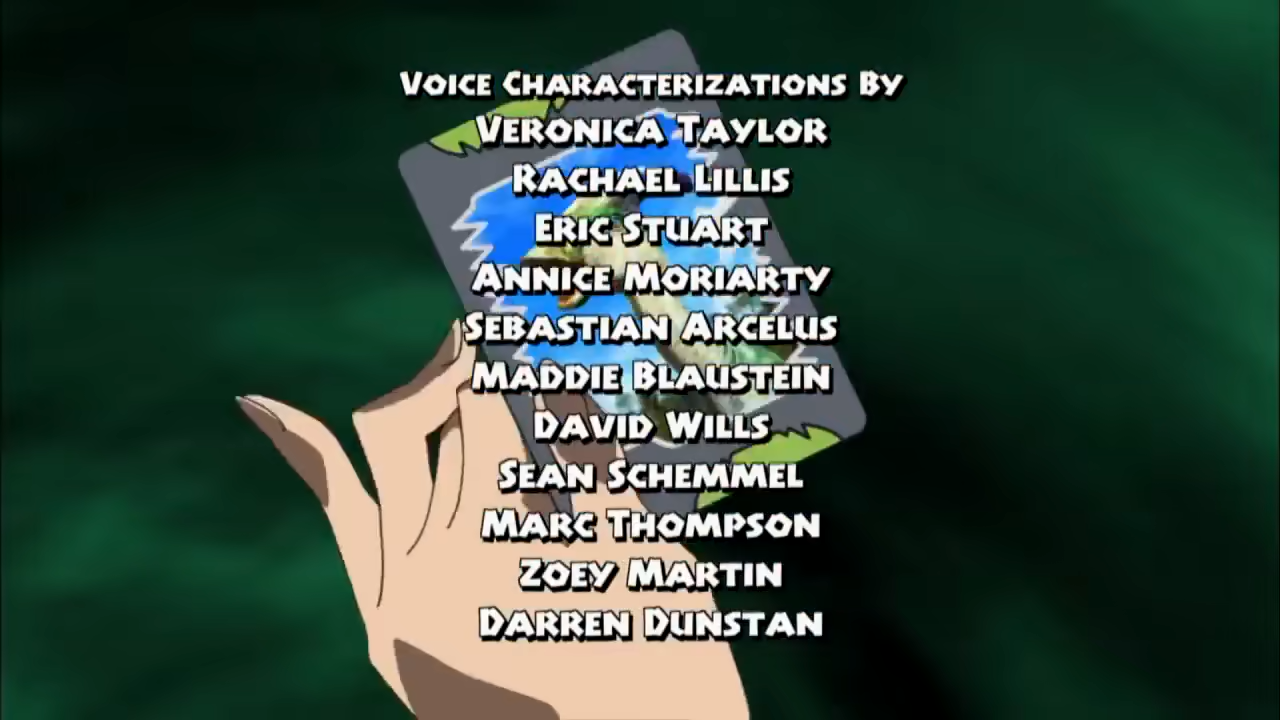 Voice Characterizations By
Veronica Taylor
Rachael Lillis
Eric Stuart
Annice Moriarty
Sebastian Arcelus
Maddie Blaustein
David Wills
Sean Schemmel
Marc Thompson
Zoey Martin
Darren Dunstan